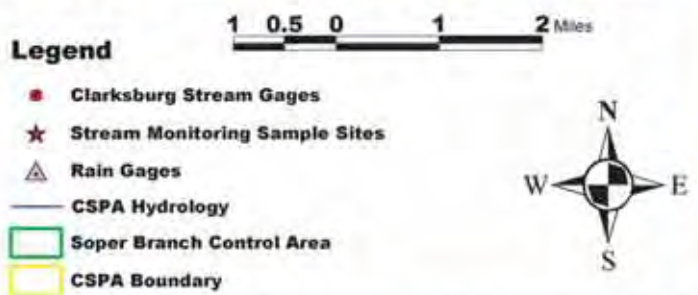 1 0.5 0 1 2 Miles
Legend
Clarksburg Stream Gages
Stream Monitoring Sample Sites
Rain Gages
CSPA Hydrology
Soper Branch Control Area
CSPA Boundary
N
W E
S